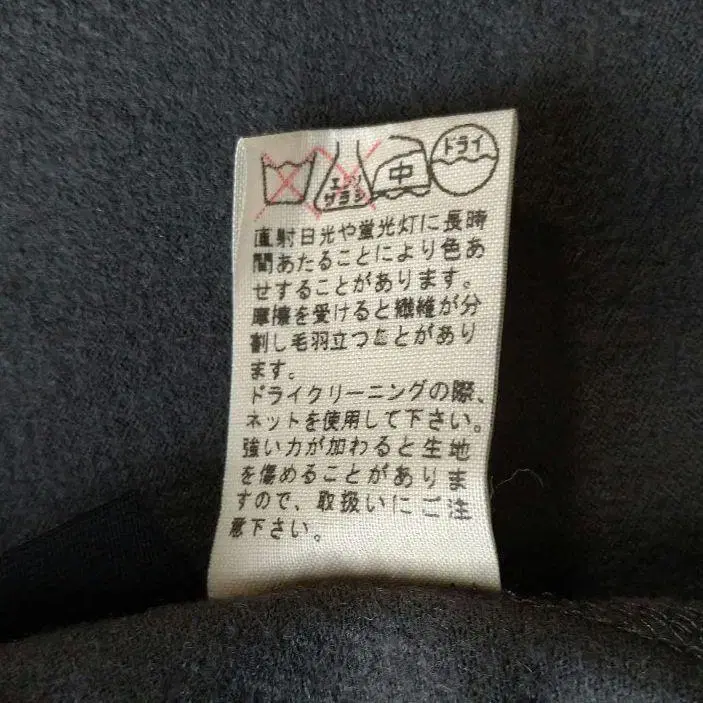 エンソ サラシ 中 ドライ
直射日光や蛍光灯に長時
間あたることにより色あ
せすることがあります。
摩擦を受けると繊維が分
割し毛羽立つことがあり
ます。
ドライクリーニングの際、
ネットを使用して下さい。
強い力が加わると生地
を傷めることがありま
すので、取扱いにご注
意下さい。